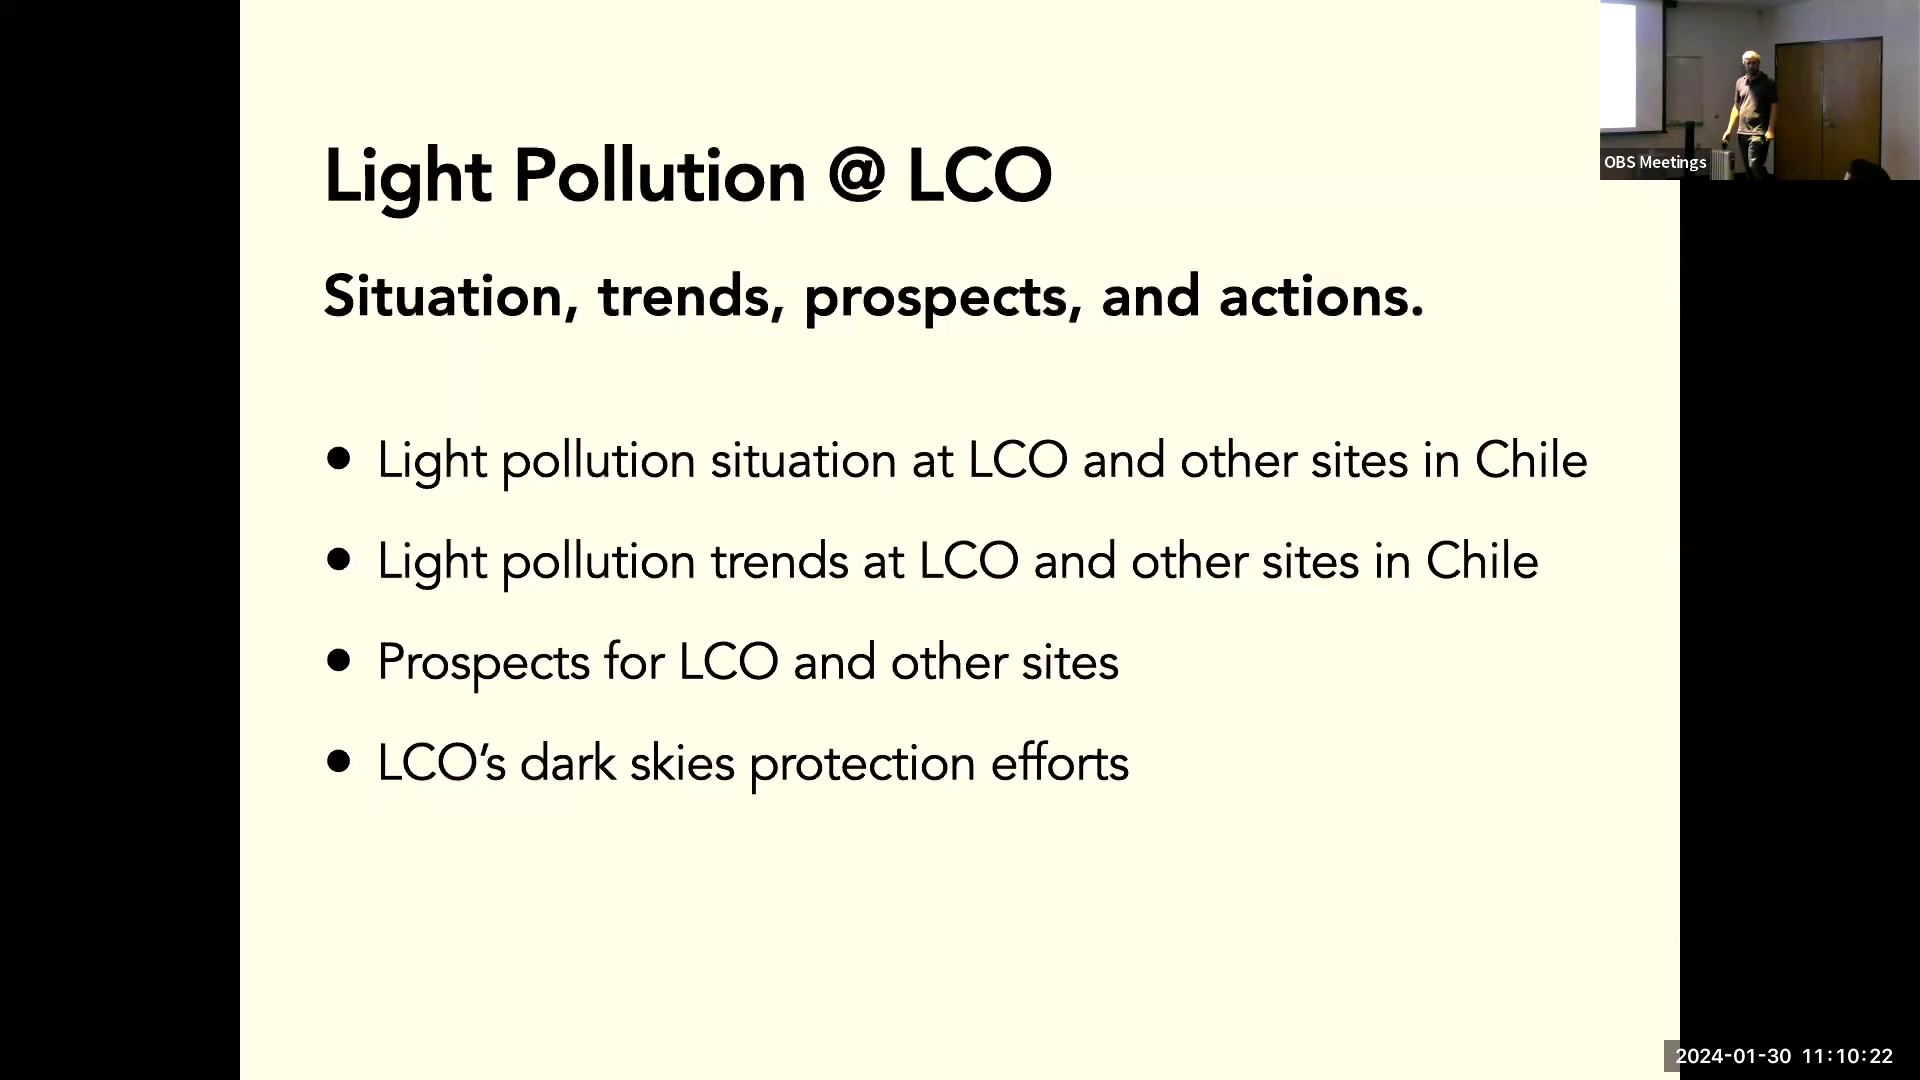 Light Pollution @ LCO
Situation, trends, prospects, and actions.
• Light pollution situation at LCO and other sites in Chile
• Light pollution trends at LCO and other sites in Chile
• Prospects for LCO and other sites
• LCO’s dark skies protection efforts
OBS Meetings
2024-01-30 11:10:22